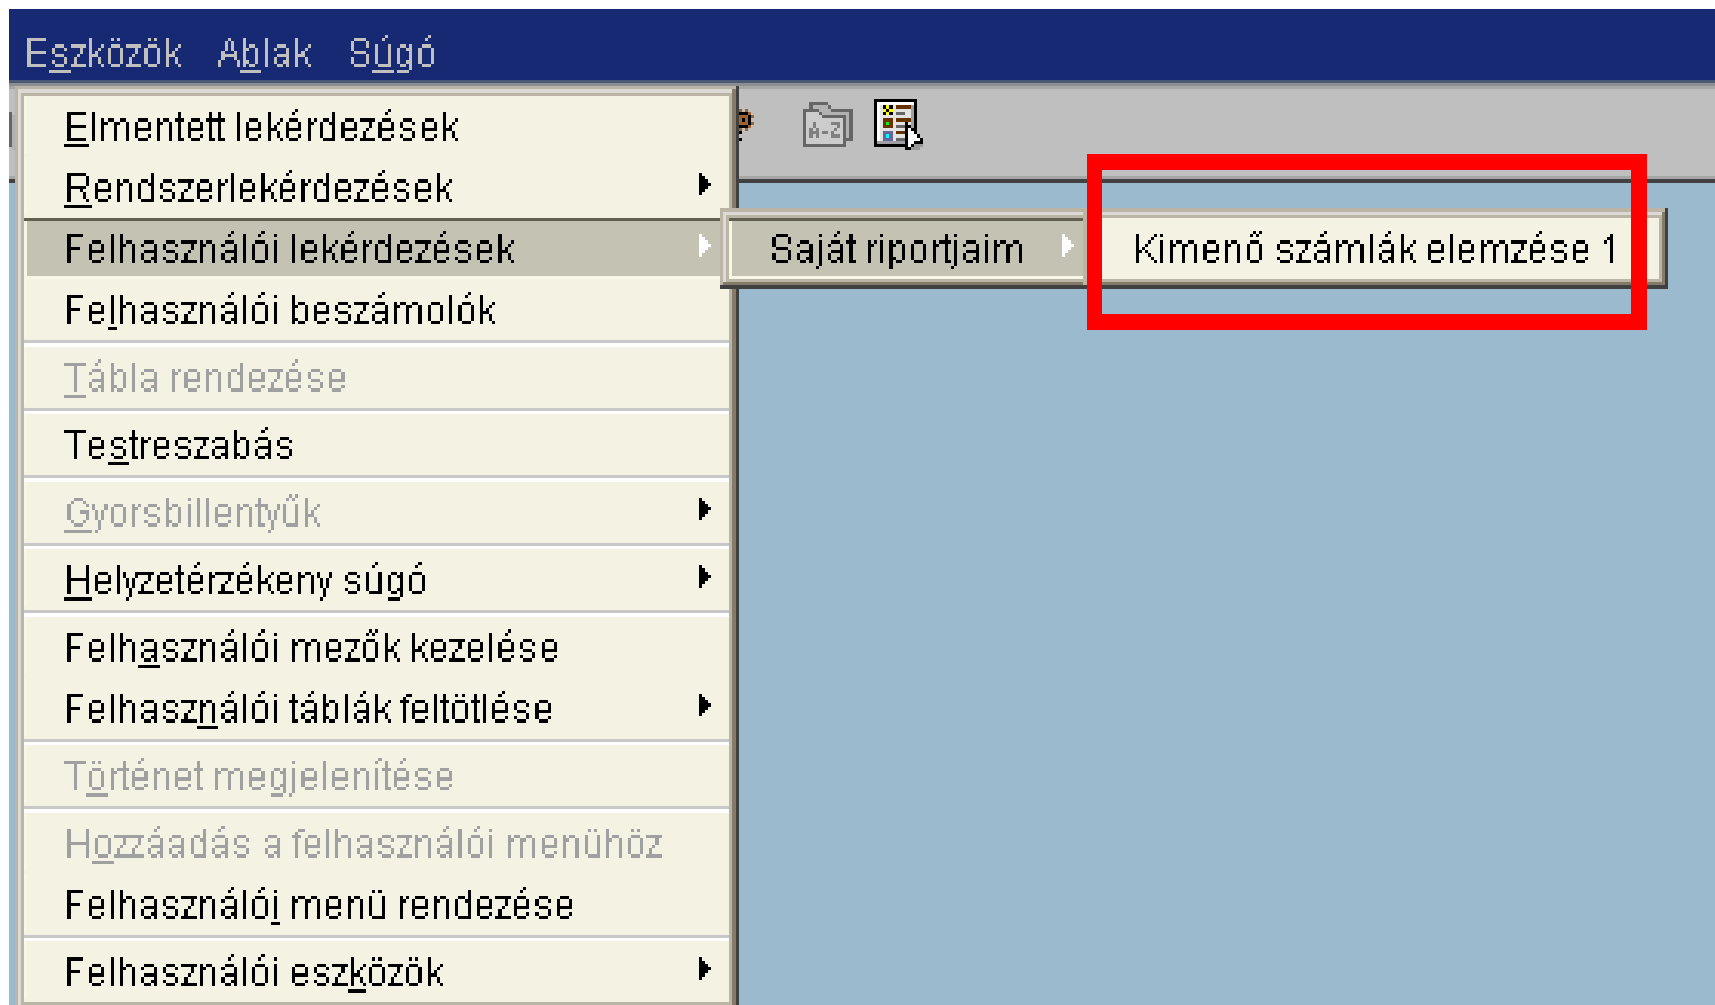 Eszközök Ablak Súgó
A-Z
Elmentett lekérdezések
Rendszerlekérdezések
Felhasználói lekérdezések Saját riportjaim Kimenő számlák elemzése 1
Felhasználói beszámolók
Tábla rendezése
Testreszabás
Gyorsbillentyűk
Helyzetérzékeny súgó
Felhasználói mezők kezelése
Felhasználói táblák feltötlése
Történet megjelenítése
Hozzáadás a felhasználói menühöz
Felhasználói menü rendezése
Felhasználói eszközök